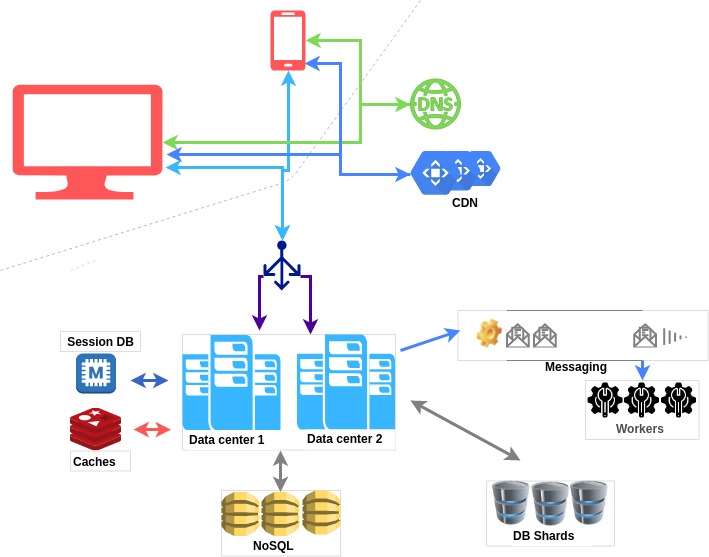 DNS
CDN
Session DB
M
Messaging
Data center 1
Data center 2
Caches
Workers
NoSQL
DB Shards